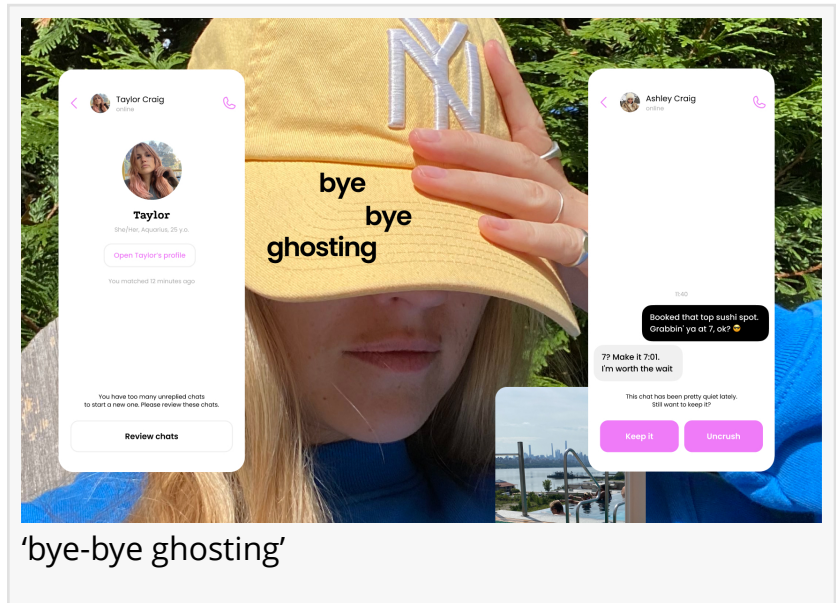 Taylor Craig
online
Taylor
She/Her, Aquarius, 25 y.o.
Open Taylor's profile
You matched 12 minutes ago
You have too many unreplied chats
to start a new one. Please review these chats.
Review chats
NY
bye
bye
ghosting
Ashley Craig
online
11:40
Booked that top sushi spot.
Grabbin' ya at 7, ok? 😎
7? Make it 7:01.
I'm worth the wait
This chat has been pretty quiet lately.
Still want to keep it?
Keep it
Uncrush
‘bye-bye ghosting’